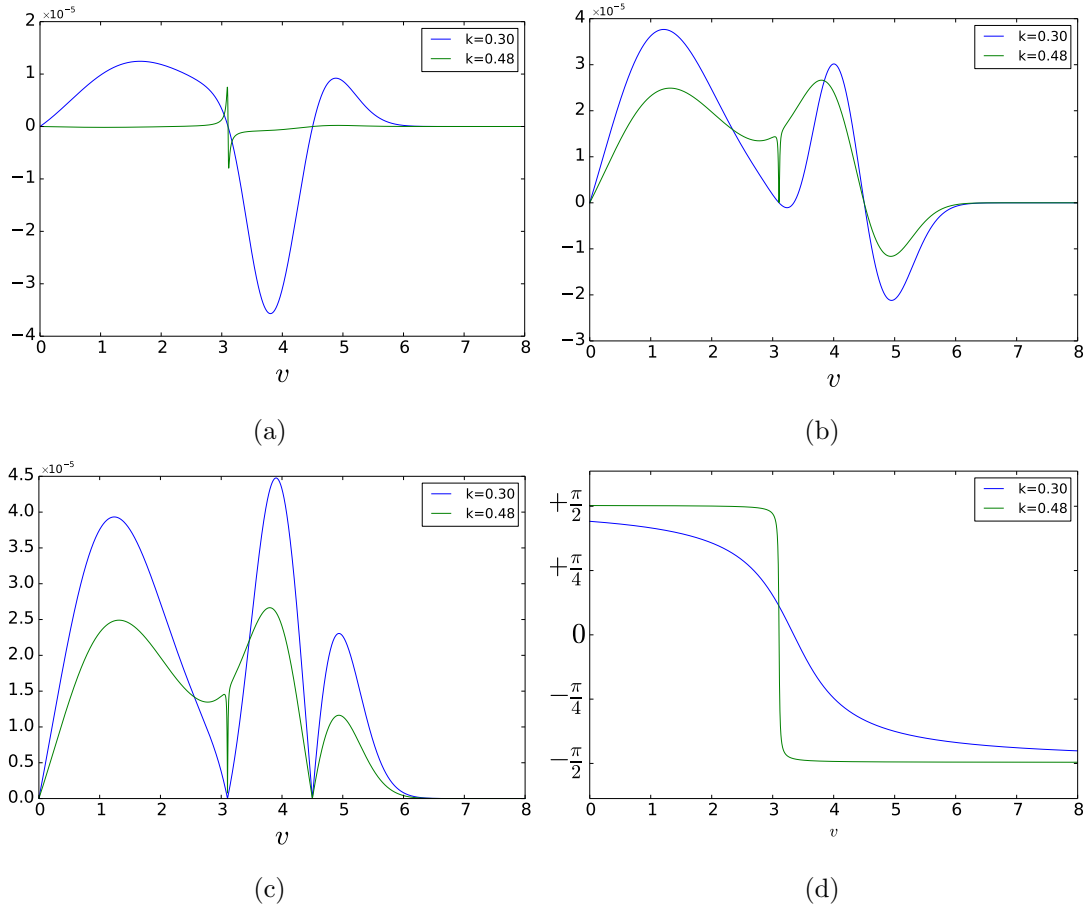 ×10⁻⁵
2
1
0
−1
−2
−3
−4
0 1 2 3 4 5 6 7 8
v
k=0.30
k=0.48
(a)
×10⁻⁵
4
3
2
1
0
−1
−2
−3
0 1 2 3 4 5 6 7 8
v
k=0.30
k=0.48
(b)
×10⁻⁵
4.5
4.0
3.5
3.0
2.5
2.0
1.5
1.0
0.5
0.0
0 1 2 3 4 5 6 7 8
v
k=0.30
k=0.48
(c)
+π/2
+π/4
0
−π/4
−π/2
0 1 2 3 4 5 6 7 8
v
k=0.30
k=0.48
(d)